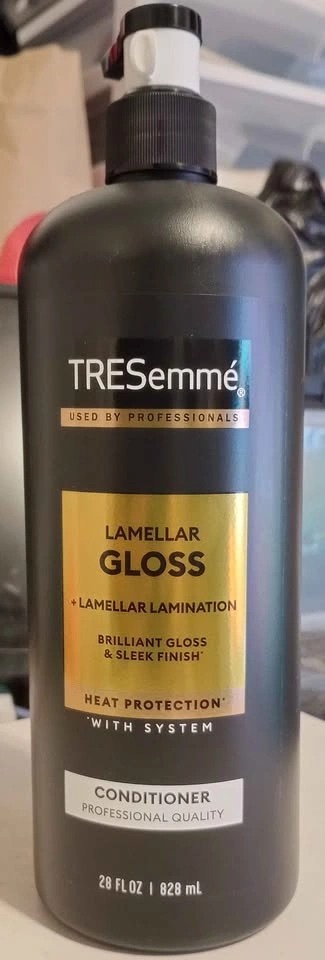 TRESemmé®
USED BY PROFESSIONALS
LAMELLAR
GLOSS
+ LAMELLAR LAMINATION
BRILLIANT GLOSS
& SLEEK FINISH*
HEAT PROTECTION*
*WITH SYSTEM
CONDITIONER
PROFESSIONAL QUALITY
28 FL OZ | 828 mL